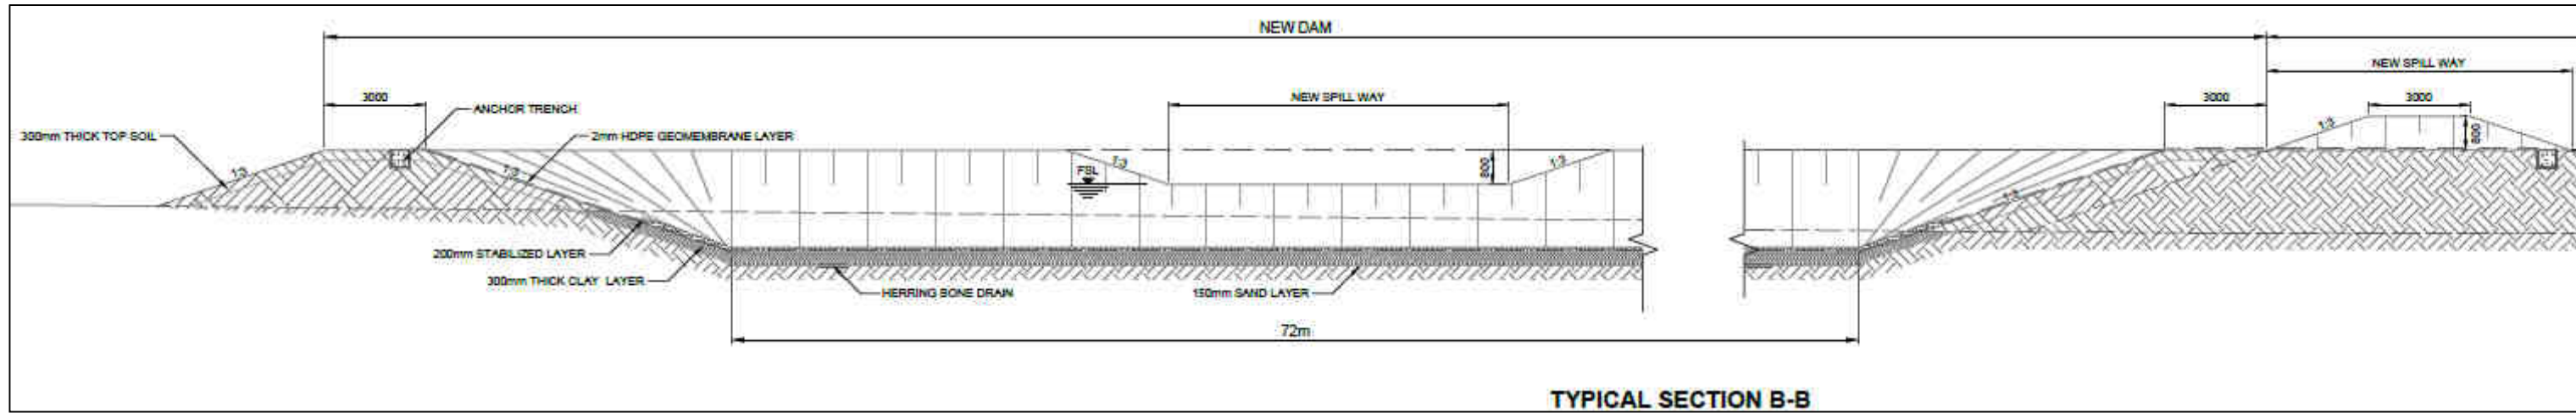 NEW DAM
NEW SPILL WAY
3000
NEW SPILL WAY
3000
3000
ANCHOR TRENCH
300mm THICK TOP SOIL
2mm HDPE GEOMEMBRANE LAYER
1:3
1:3
1:3
800
1:3
FSL
1:3
1:3
800
200mm STABILIZED LAYER
300mm THICK CLAY LAYER
HERRING BONE DRAIN
150mm SAND LAYER
72m
TYPICAL SECTION B-B